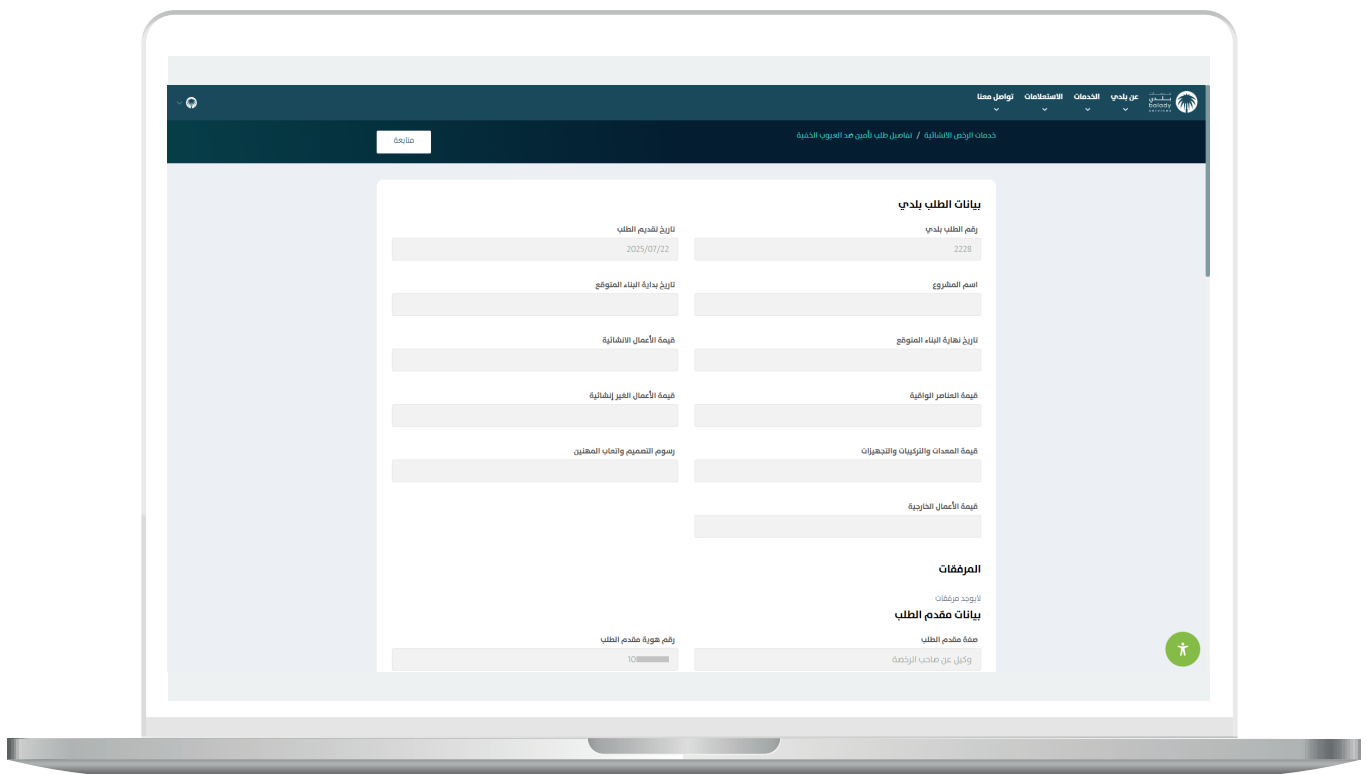 بلدي
balady
services
عن بلدي
الخدمات
الاستعلامات
تواصل معنا
خدمات الرخص الانشائية / تفاصيل طلب تأمين ضد العيوب الخفية
متابعة
بيانات الطلب بلدي
رقم الطلب بلدي
تاريخ تقديم الطلب
2228
2025/07/22
اسم المشروع
تاريخ بداية البناء المتوقع
تاريخ نهاية البناء المتوقع
قيمة الأعمال الانشائية
قيمة العناصر الواقية
قيمة الأعمال الغير إنشائية
قيمة المعدات والتركيبات والتجهيزات
رسوم التصميم واتعاب المهنين
قيمة الأعمال الخارجية
المرفقات
لايوجد مرفقات
بيانات مقدم الطلب
صفة مقدم الطلب
رقم هوية مقدم الطلب
وكيل عن صاحب الرخصة
10